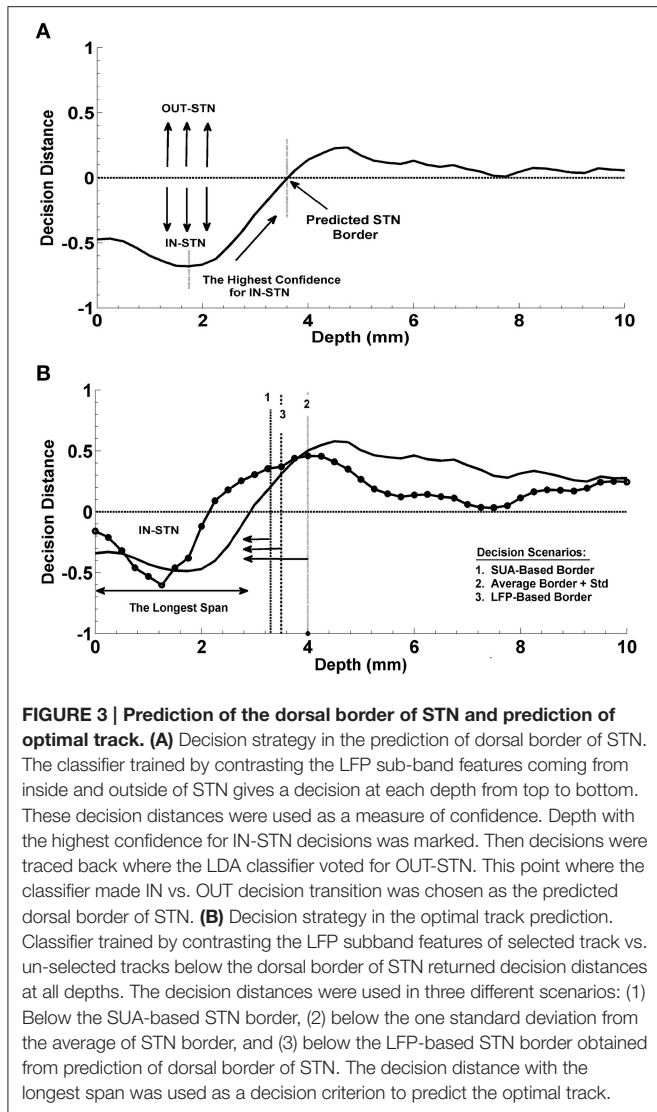 A
1
0.5
0
-0.5
-1
Decision Distance
OUT-STN
IN-STN
Predicted STN
Border
The Highest Confidence
for IN-STN
0 2 4 6 8 10
Depth (mm)
B
1
0.5
0
-0.5
-1
Decision Distance
1
3
2
IN-STN
The Longest Span
Decision Scenarios:
1. SUA-Based Border
2. Average Border + Std
3. LFP-Based Border
0 2 4 6 8 10
Depth (mm)
FIGURE 3 | Prediction of the dorsal border of STN and prediction of
optimal track. (A) Decision strategy in the prediction of dorsal border of STN.
The classifier trained by contrasting the LFP sub-band features coming from
inside and outside of STN gives a decision at each depth from top to bottom.
These decision distances were used as a measure of confidence. Depth with
the highest confidence for IN-STN decisions was marked. Then decisions were
traced back where the LDA classifier voted for OUT-STN. This point where the
classifier made IN vs. OUT decision transition was chosen as the predicted
dorsal border of STN. (B) Decision strategy in the optimal track prediction.
Classifier trained by contrasting the LFP subband features of selected track vs.
un-selected tracks below the dorsal border of STN returned decision distances
at all depths. The decision distances were used in three different scenarios: (1)
Below the SUA-based STN border, (2) below the one standard deviation from
the average of STN border, and (3) below the LFP-based STN border obtained
from prediction of dorsal border of STN. The decision distance with the
longest span was used as a decision criterion to predict the optimal track.